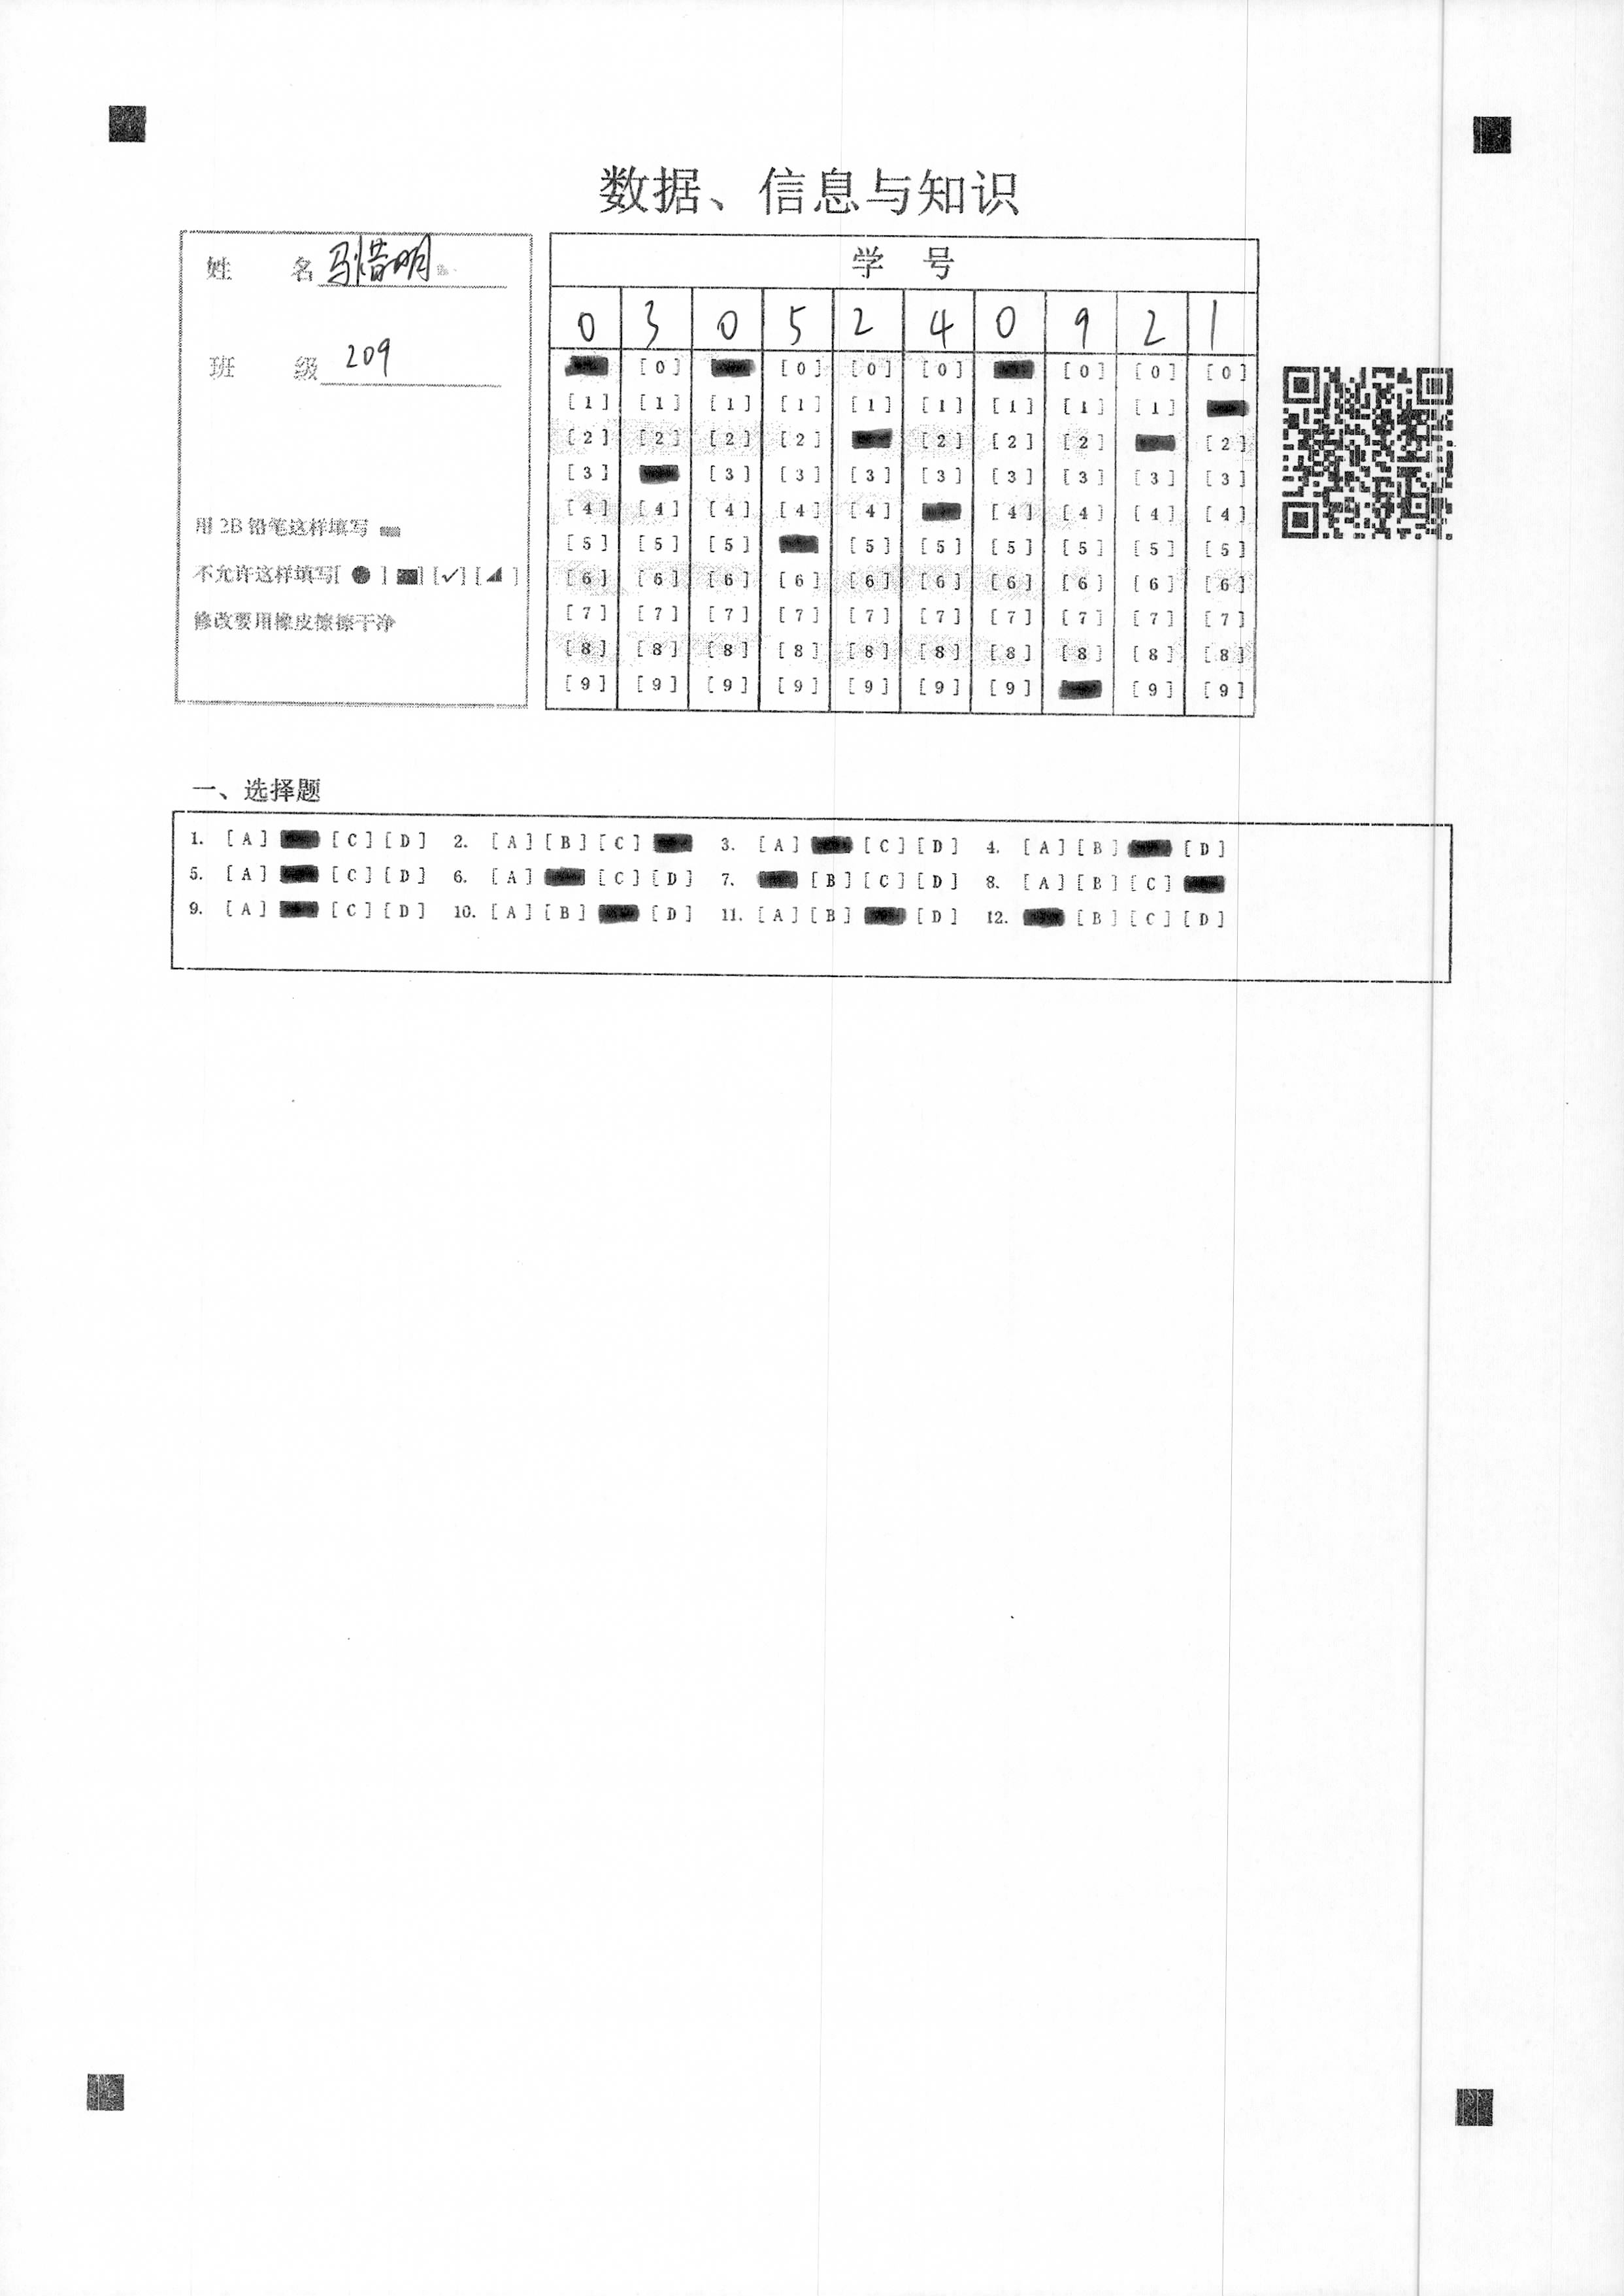 数据、信息与知识
姓 名 马惜明
班 级 209
用 2B 铅笔这样填写
不允许这样填写[ ● ] [■] [✓] [◢ ]
修改要用橡皮擦擦干净
学 号
0 3 0 5 2 4 0 9 2 1
[0] [0] [0] [0] [0] [0] [0]
[1] [1] [1] [1] [1] [1] [1] [1] [1]
[2] [2] [2] [2] [2] [2] [2] [2]
[3] [3] [3] [3] [3] [3] [3] [3] [3]
[4] [4] [4] [4] [4] [4] [4] [4] [4]
[5] [5] [5] [5] [5] [5] [5] [5] [5]
[6] [6] [6] [6] [6] [6] [6] [6] [6] [6]
[7] [7] [7] [7] [7] [7] [7] [7] [7] [7]
[8] [8] [8] [8] [8] [8] [8] [8] [8] [8]
[9] [9] [9] [9] [9] [9] [9] [9] [9]
一、选择题
1. [A] [C] [D] 2. [A] [B] [C] 3. [A] [C] [D] 4. [A] [B] [D]
5. [A] [C] [D] 6. [A] [C] [D] 7. [B] [C] [D] 8. [A] [B] [C]
9. [A] [C] [D] 10. [A] [B] [D] 11. [A] [B] [D] 12. [B] [C] [D]